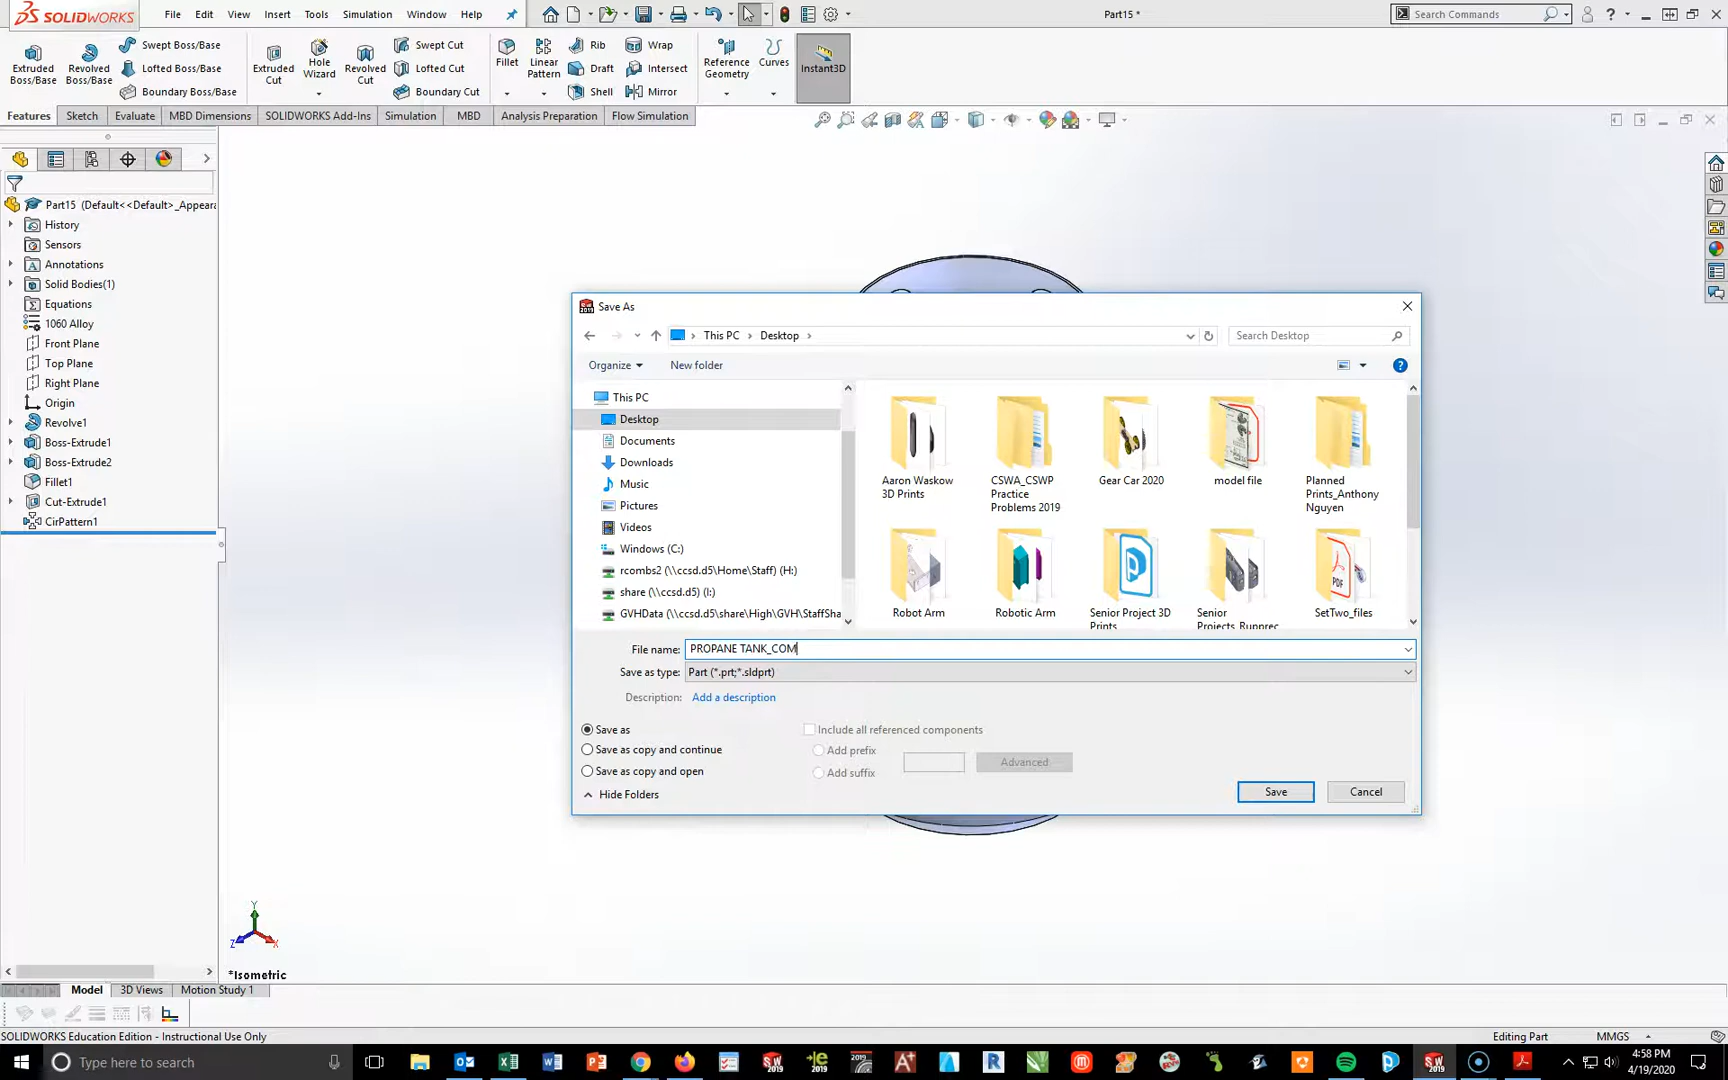 SOLIDWORKS File Edit View Insert Tools Simulation Window Help Part15 * Search Commands
Extruded Boss/Base
Revolved Boss/Base
Swept Boss/Base
Lofted Boss/Base
Boundary Boss/Base
Extruded Cut
Hole Wizard
Revolved Cut
Swept Cut
Lofted Cut
Boundary Cut
Fillet
Linear Pattern
Rib
Draft
Shell
Wrap
Intersect
Mirror
Reference Geometry
Curves
Instant3D
Features Sketch Evaluate MBD Dimensions SOLIDWORKS Add-Ins Simulation MBD Analysis Preparation Flow Simulation
Part15 (Default<<Default>_Appeara
History
Sensors
Annotations
Solid Bodies(1)
Equations
1060 Alloy
Front Plane
Top Plane
Right Plane
Origin
Revolve1
Boss-Extrude1
Boss-Extrude2
Fillet1
Cut-Extrude1
CirPattern1
Save As
This PC > Desktop >
Search Desktop
Organize New folder
This PC
Desktop
Documents
Downloads
Music
Pictures
Videos
Windows (C:)
rcombs2 (\\ccsd.d5\Home\Staff) (H:)
share (\\ccsd.d5) (I:)
GVHData (\\ccsd.d5\share\High\GVH\StaffSha
Aaron Waskow 3D Prints
CSWA_CSWP Practice Problems 2019
Gear Car 2020
model file
Planned Prints_Anthony Nguyen
Robot Arm
Robotic Arm
Senior Project 3D Prints
Senior Projects_Rupprec
PDF
SetTwo_files
File name: PROPANE TANK_COM
Save as type: Part (*.prt;*.sldprt)
Description: Add a description
Save as
Save as copy and continue
Save as copy and open
Include all referenced components
Add prefix
Add suffix
Advanced
Hide Folders
Save Cancel
Y
Z X
*Isometric
Model 3D Views Motion Study 1
SOLIDWORKS Education Edition - Instructional Use Only Editing Part MMGS
Type here to search
4:58 PM
4/19/2020